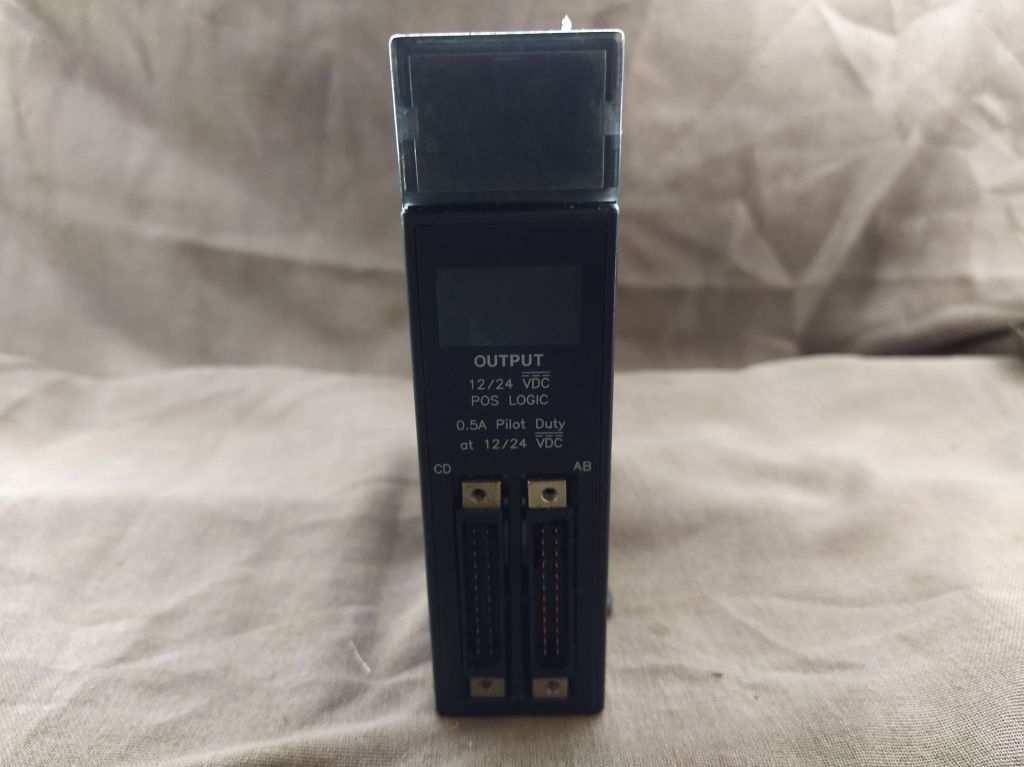 A
B
OUTPUT
12/24 VDC
POS LOGIC
0.5A Pilot Duty
at 12/24 VDC
CD AB